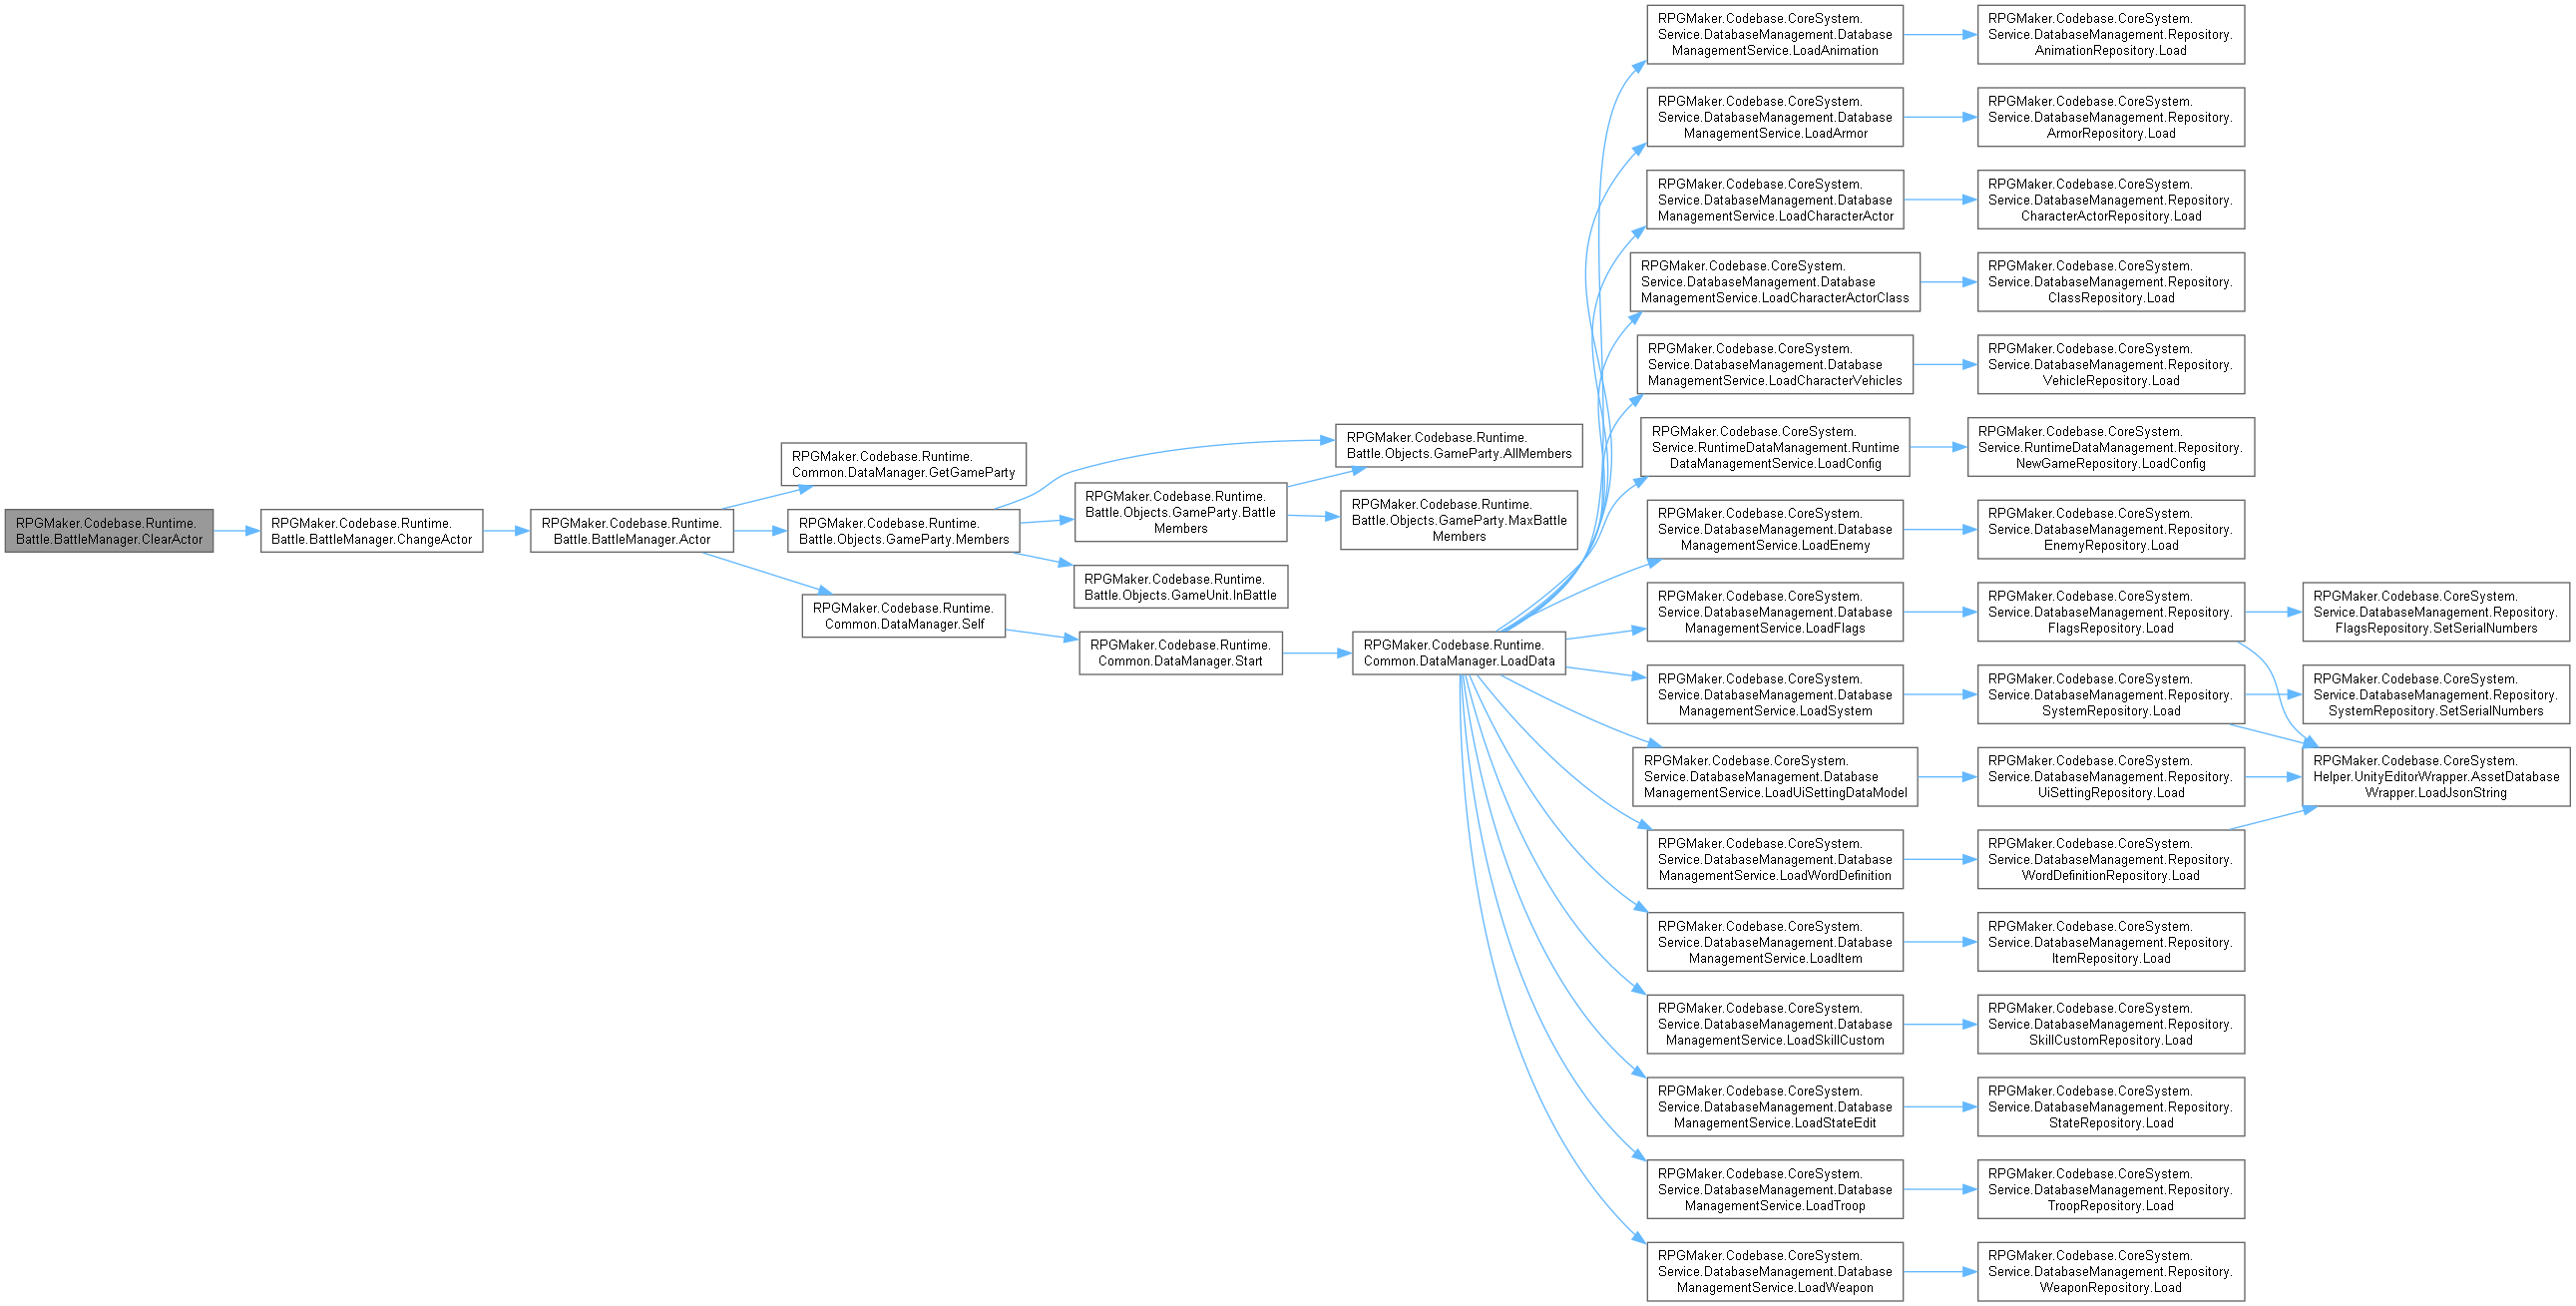 RPGMaker.Codebase.Runtime.
Battle.BattleManager.ClearActor
RPGMaker.Codebase.Runtime.
Battle.BattleManager.ChangeActor
RPGMaker.Codebase.Runtime.
Battle.BattleManager.Actor
RPGMaker.Codebase.Runtime.
Common.DataManager.GetGameParty
RPGMaker.Codebase.Runtime.
Battle.Objects.GameParty.Members
RPGMaker.Codebase.Runtime.
Common.DataManager.Self
RPGMaker.Codebase.Runtime.
Battle.Objects.GameParty.Battle
Members
RPGMaker.Codebase.Runtime.
Battle.Objects.GameUnit.InBattle
RPGMaker.Codebase.Runtime.
Common.DataManager.Start
RPGMaker.Codebase.Runtime.
Battle.Objects.GameParty.AllMembers
RPGMaker.Codebase.Runtime.
Battle.Objects.GameParty.MaxBattle
Members
RPGMaker.Codebase.Runtime.
Common.DataManager.LoadData
RPGMaker.Codebase.CoreSystem.
Service.DatabaseManagement.Database
ManagementService.LoadAnimation
RPGMaker.Codebase.CoreSystem.
Service.DatabaseManagement.Repository.
AnimationRepository.Load
RPGMaker.Codebase.CoreSystem.
Service.DatabaseManagement.Database
ManagementService.LoadArmor
RPGMaker.Codebase.CoreSystem.
Service.DatabaseManagement.Repository.
ArmorRepository.Load
RPGMaker.Codebase.CoreSystem.
Service.DatabaseManagement.Database
ManagementService.LoadCharacterActor
RPGMaker.Codebase.CoreSystem.
Service.DatabaseManagement.Repository.
CharacterActorRepository.Load
RPGMaker.Codebase.CoreSystem.
Service.DatabaseManagement.Database
ManagementService.LoadCharacterActorClass
RPGMaker.Codebase.CoreSystem.
Service.DatabaseManagement.Repository.
ClassRepository.Load
RPGMaker.Codebase.CoreSystem.
Service.DatabaseManagement.Database
ManagementService.LoadCharacterVehicles
RPGMaker.Codebase.CoreSystem.
Service.DatabaseManagement.Repository.
VehicleRepository.Load
RPGMaker.Codebase.CoreSystem.
Service.RuntimeDataManagement.Runtime
DataManagementService.LoadConfig
RPGMaker.Codebase.CoreSystem.
Service.RuntimeDataManagement.Repository.
NewGameRepository.LoadConfig
RPGMaker.Codebase.CoreSystem.
Service.DatabaseManagement.Database
ManagementService.LoadEnemy
RPGMaker.Codebase.CoreSystem.
Service.DatabaseManagement.Repository.
EnemyRepository.Load
RPGMaker.Codebase.CoreSystem.
Service.DatabaseManagement.Database
ManagementService.LoadFlags
RPGMaker.Codebase.CoreSystem.
Service.DatabaseManagement.Repository.
FlagsRepository.Load
RPGMaker.Codebase.CoreSystem.
Service.DatabaseManagement.Repository.
FlagsRepository.SetSerialNumbers
RPGMaker.Codebase.CoreSystem.
Service.DatabaseManagement.Database
ManagementService.LoadSystem
RPGMaker.Codebase.CoreSystem.
Service.DatabaseManagement.Repository.
SystemRepository.Load
RPGMaker.Codebase.CoreSystem.
Service.DatabaseManagement.Repository.
SystemRepository.SetSerialNumbers
RPGMaker.Codebase.CoreSystem.
Service.DatabaseManagement.Database
ManagementService.LoadUiSettingDataModel
RPGMaker.Codebase.CoreSystem.
Service.DatabaseManagement.Repository.
UiSettingRepository.Load
RPGMaker.Codebase.CoreSystem.
Helper.UnityEditorWrapper.AssetDatabase
Wrapper.LoadJsonString
RPGMaker.Codebase.CoreSystem.
Service.DatabaseManagement.Database
ManagementService.LoadWordDefinition
RPGMaker.Codebase.CoreSystem.
Service.DatabaseManagement.Repository.
WordDefinitionRepository.Load
RPGMaker.Codebase.CoreSystem.
Service.DatabaseManagement.Database
ManagementService.LoadItem
RPGMaker.Codebase.CoreSystem.
Service.DatabaseManagement.Repository.
ItemRepository.Load
RPGMaker.Codebase.CoreSystem.
Service.DatabaseManagement.Database
ManagementService.LoadSkillCustom
RPGMaker.Codebase.CoreSystem.
Service.DatabaseManagement.Repository.
SkillCustomRepository.Load
RPGMaker.Codebase.CoreSystem.
Service.DatabaseManagement.Database
ManagementService.LoadStateEdit
RPGMaker.Codebase.CoreSystem.
Service.DatabaseManagement.Repository.
StateRepository.Load
RPGMaker.Codebase.CoreSystem.
Service.DatabaseManagement.Database
ManagementService.LoadTroop
RPGMaker.Codebase.CoreSystem.
Service.DatabaseManagement.Repository.
TroopRepository.Load
RPGMaker.Codebase.CoreSystem.
Service.DatabaseManagement.Database
ManagementService.LoadWeapon
RPGMaker.Codebase.CoreSystem.
Service.DatabaseManagement.Repository.
WeaponRepository.Load